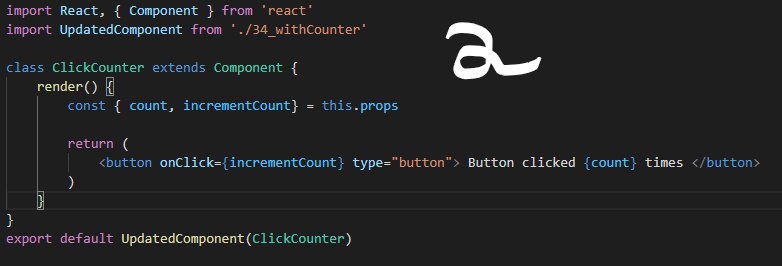 import React, { Component } from 'react'
import UpdatedComponent from './34_withCounter'
2
class ClickCounter extends Component {
    render() {
        const { count, incrementCount} = this.props

        return (
            <button onClick={incrementCount} type="button"> Button clicked {count} times </button>
        )
    }
}
export default UpdatedComponent(ClickCounter)